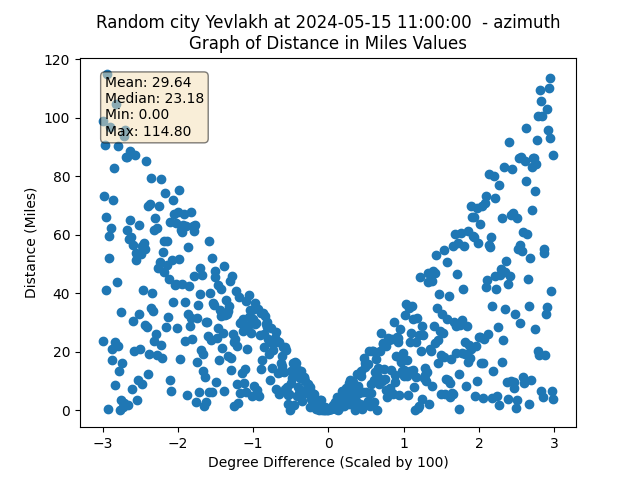 Random city Yevlakh at 2024-05-15 11:00:00  - azimuth
Graph of Distance in Miles Values
Mean: 29.64
Median: 23.18
Min: 0.00
Max: 114.80
120
100
80
60
40
20
0
Distance (Miles)
−3 −2 −1 0 1 2 3
Degree Difference (Scaled by 100)